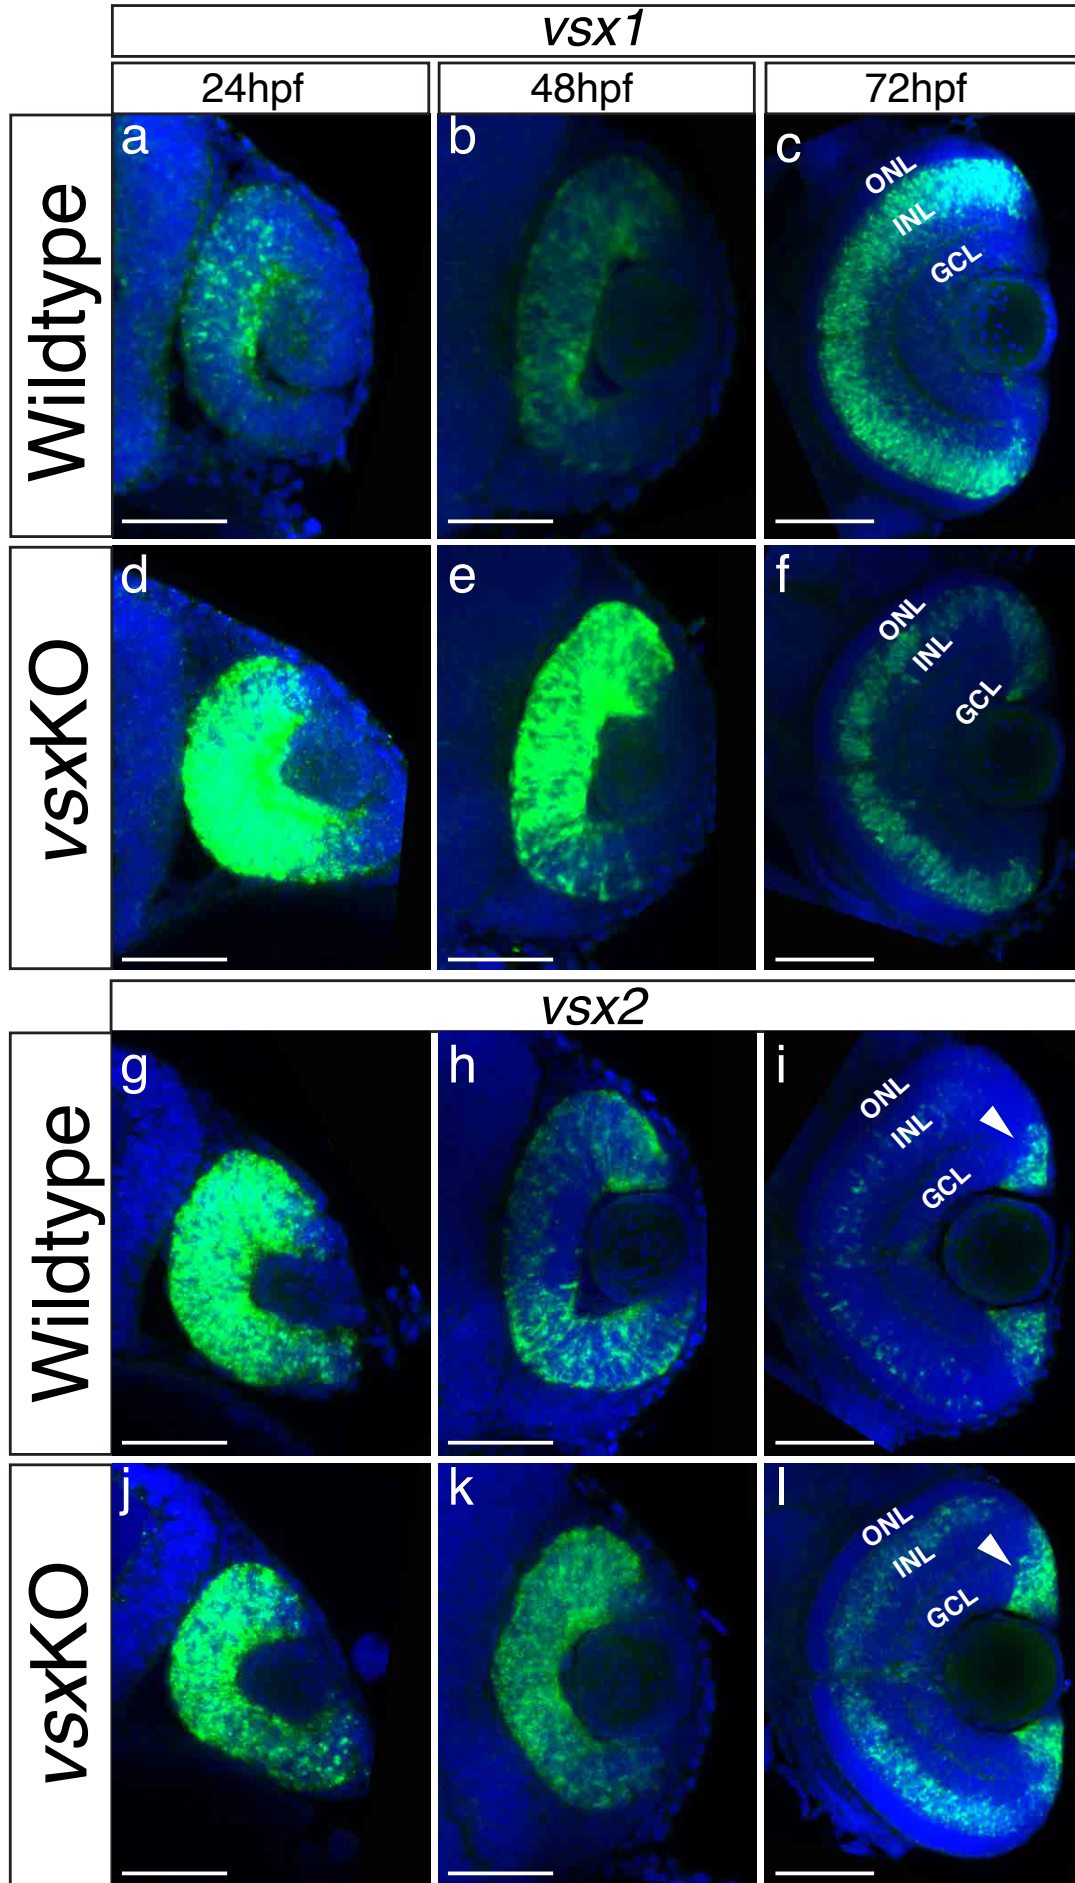 vsx1
24hpf
48hpf
72hpf
Wildtype
a
b
c
ONL
INL
GCL
vsxKO
d
e
f
ONL
INL
GCL
vsx2
Wildtype
g
h
i
ONL
INL
GCL
vsxKO
j
k
l
ONL
INL
GCL